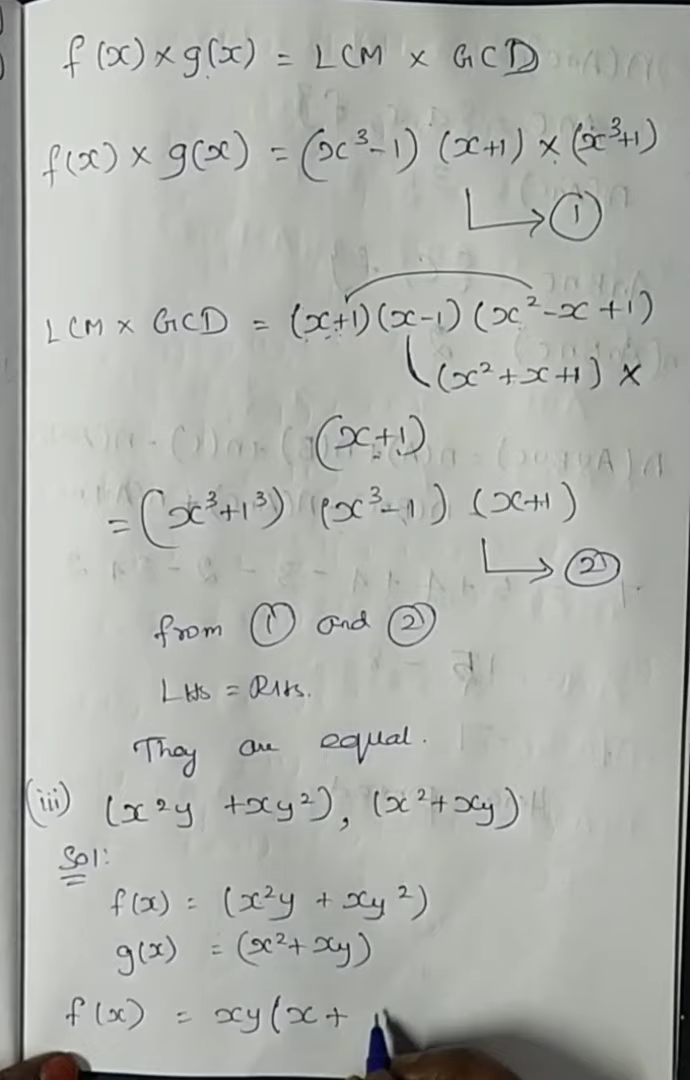 f(x) × g(x) = LCM × GCD
f(x) × g(x) = (x³-1) (x+1) × (x³+1)
①
LCM × GCD = (x+1)(x-1)(x²-x+1)
(x²+x+1) ×
(x+1)
= (x³+1³) (x³-1) (x+1)
②
from ① and ②
LHS = RHS.
They are equal.
(iii) (x²y + xy²), (x²+xy)
Sol:
f(x) = (x²y + xy²)
g(x) = (x²+xy)
f(x) = xy(x+